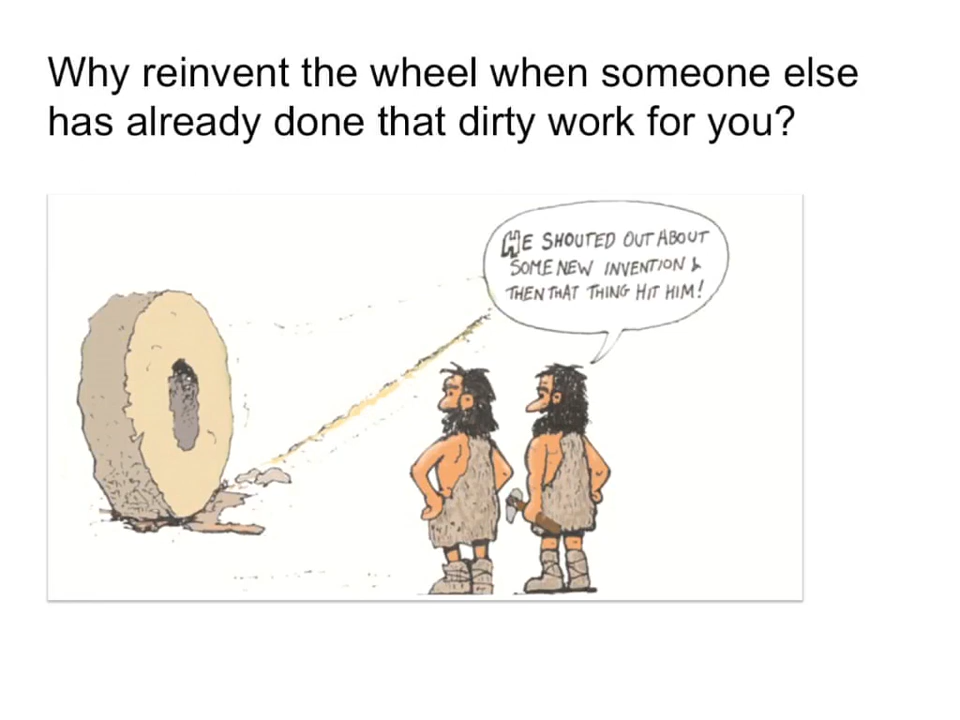 Why reinvent the wheel when someone else
has already done that dirty work for you?
HE SHOUTED OUT ABOUT
SOME NEW INVENTION &
THEN THAT THING HIT HIM!